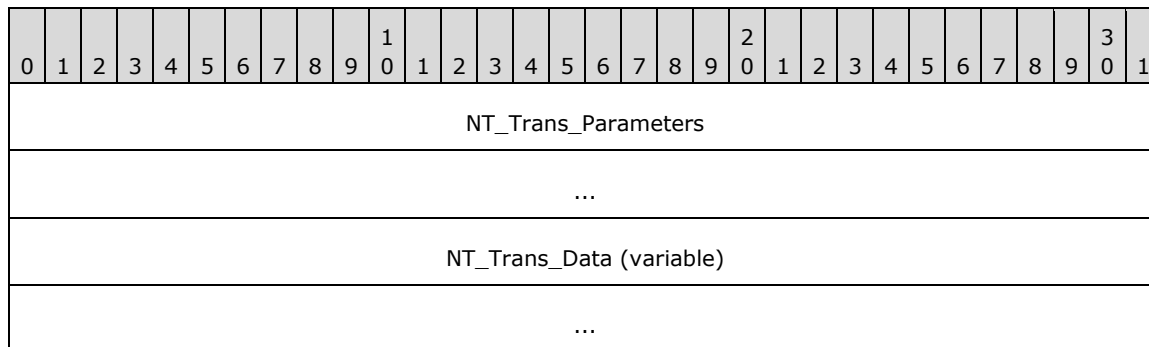 1 2 3
0 1 2 3 4 5 6 7 8 9 0 1 2 3 4 5 6 7 8 9 0 1 2 3 4 5 6 7 8 9 0 1
NT_Trans_Parameters
...
NT_Trans_Data (variable)
...